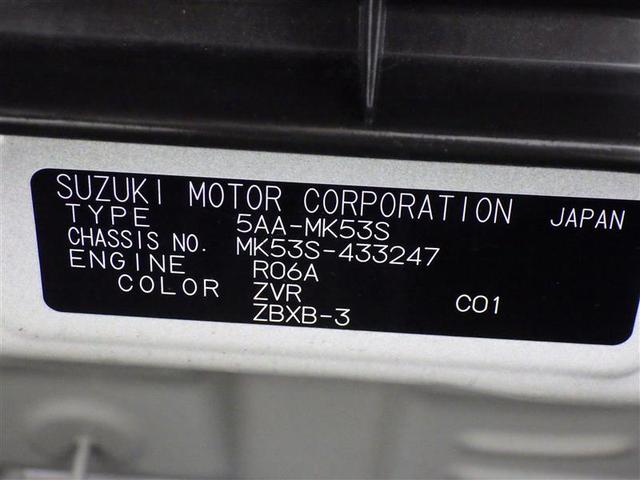 SUZUKI MOTOR CORPORATION JAPAN
TYPE 5AA-MK53S
CHASSIS NO. MK53S-433247
ENGINE R06A
COLOR ZVR C01
ZBXB-3